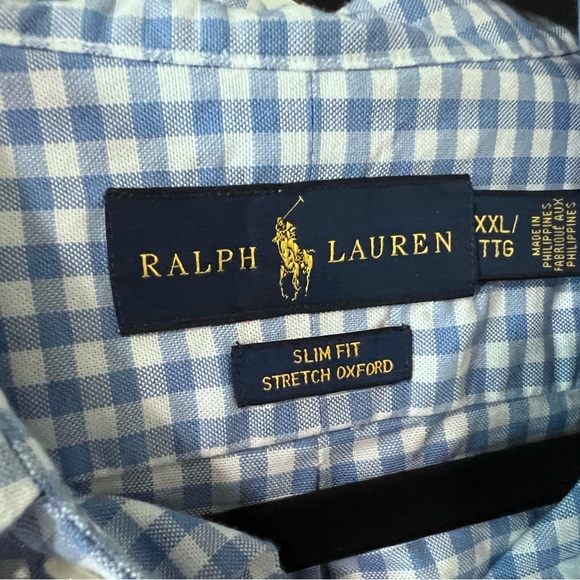 RALPH LAUREN
XXL/
TTG
MADE IN
PHILIPPINES
FABRIQUÉ AUX
PHILIPPINES
SLIM FIT
STRETCH OXFORD